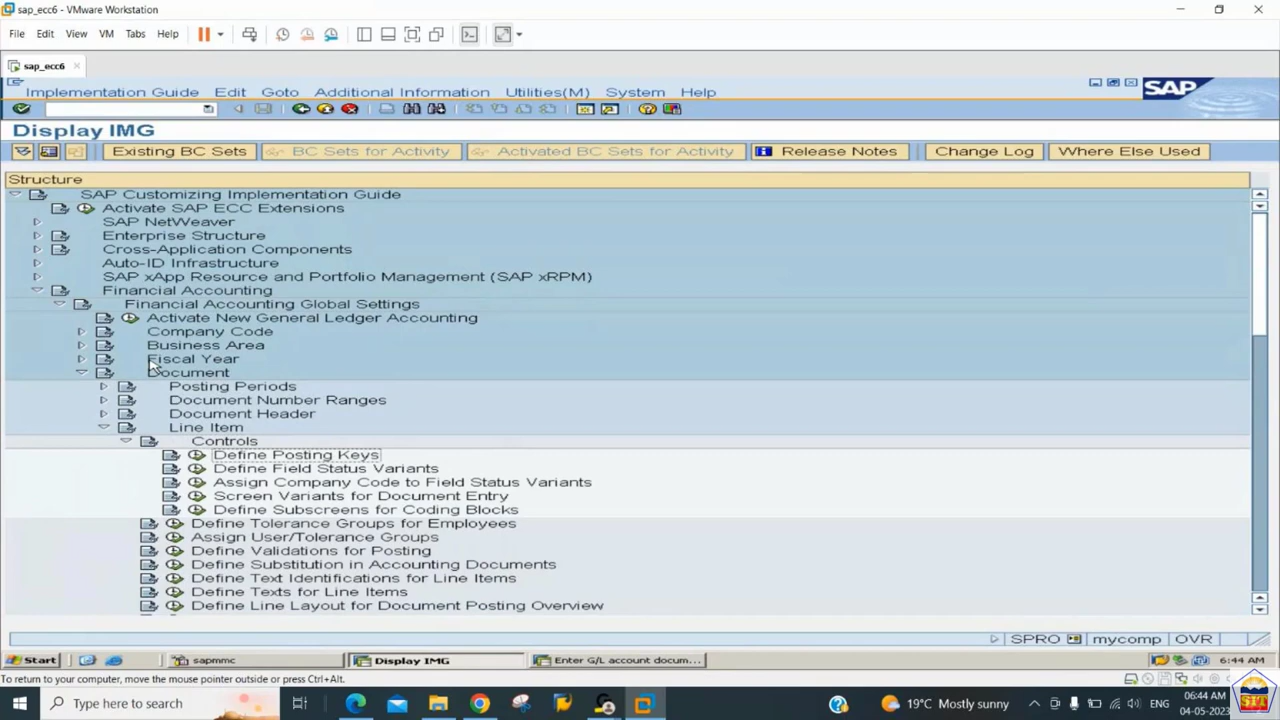 sap_ecc6 - VMware Workstation
File Edit View VM Tabs Help
sap_ecc6
Implementation Guide Edit Goto Additional Information Utilities(M) System Help
SAP
Display IMG
Existing BC Sets BC Sets for Activity Activated BC Sets for Activity Release Notes Change Log Where Else Used
Structure
SAP Customizing Implementation Guide
Activate SAP ECC Extensions
SAP NetWeaver
Enterprise Structure
Cross-Application Components
Auto-ID Infrastructure
SAP xApp Resource and Portfolio Management (SAP xRPM)
Financial Accounting
Financial Accounting Global Settings
Activate New General Ledger Accounting
Company Code
Business Area
Fiscal Year
Document
Posting Periods
Document Number Ranges
Document Header
Line Item
Controls
Define Posting Keys
Define Field Status Variants
Assign Company Code to Field Status Variants
Screen Variants for Document Entry
Define Subscreens for Coding Blocks
Define Tolerance Groups for Employees
Assign User/Tolerance Groups
Define Validations for Posting
Define Substitution in Accounting Documents
Define Text Identifications for Line Items
Define Texts for Line Items
Define Line Layout for Document Posting Overview
SPRO mycomp OVR
Start sapmmc Display IMG Enter G/L account docum... 6:44 AM
To return to your computer, move the mouse pointer outside or press Ctrl+Alt.
Type here to search 19°C Mostly sunny ENG 06:44 AM
04-05-2023